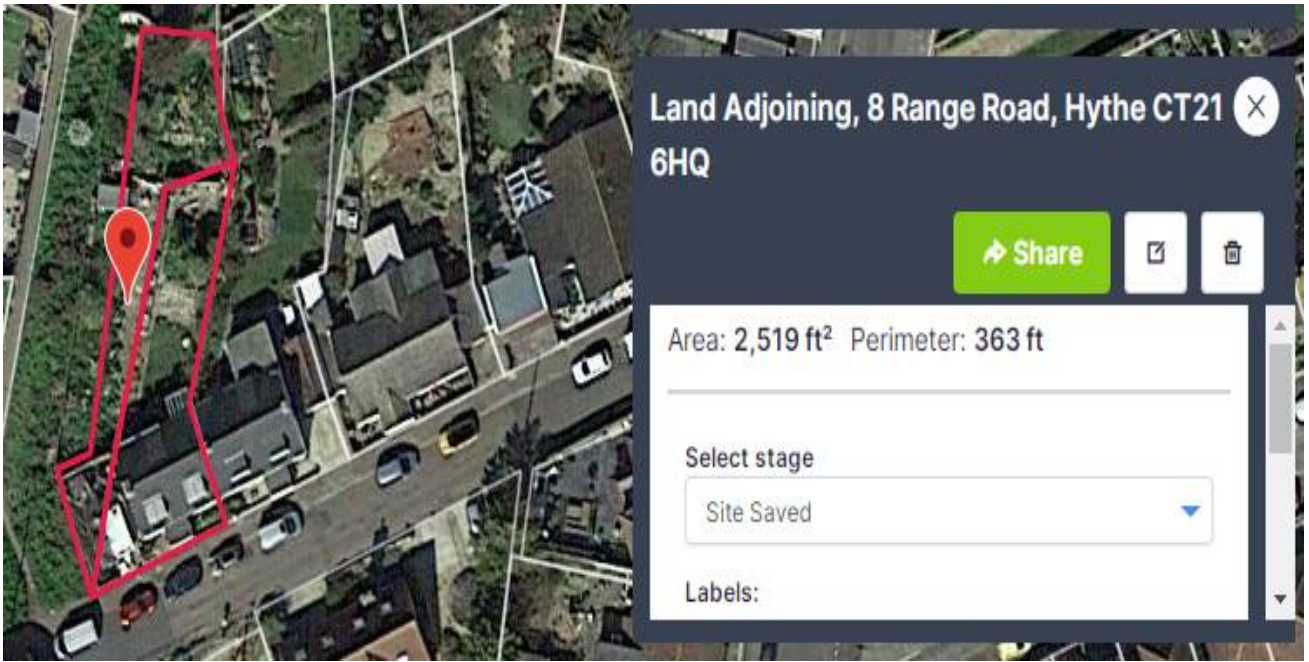 Land Adjoining, 8 Range Road, Hythe CT21
6HQ
Share
Area: 2,519 ft² Perimeter: 363 ft
Select stage
Site Saved
Labels: